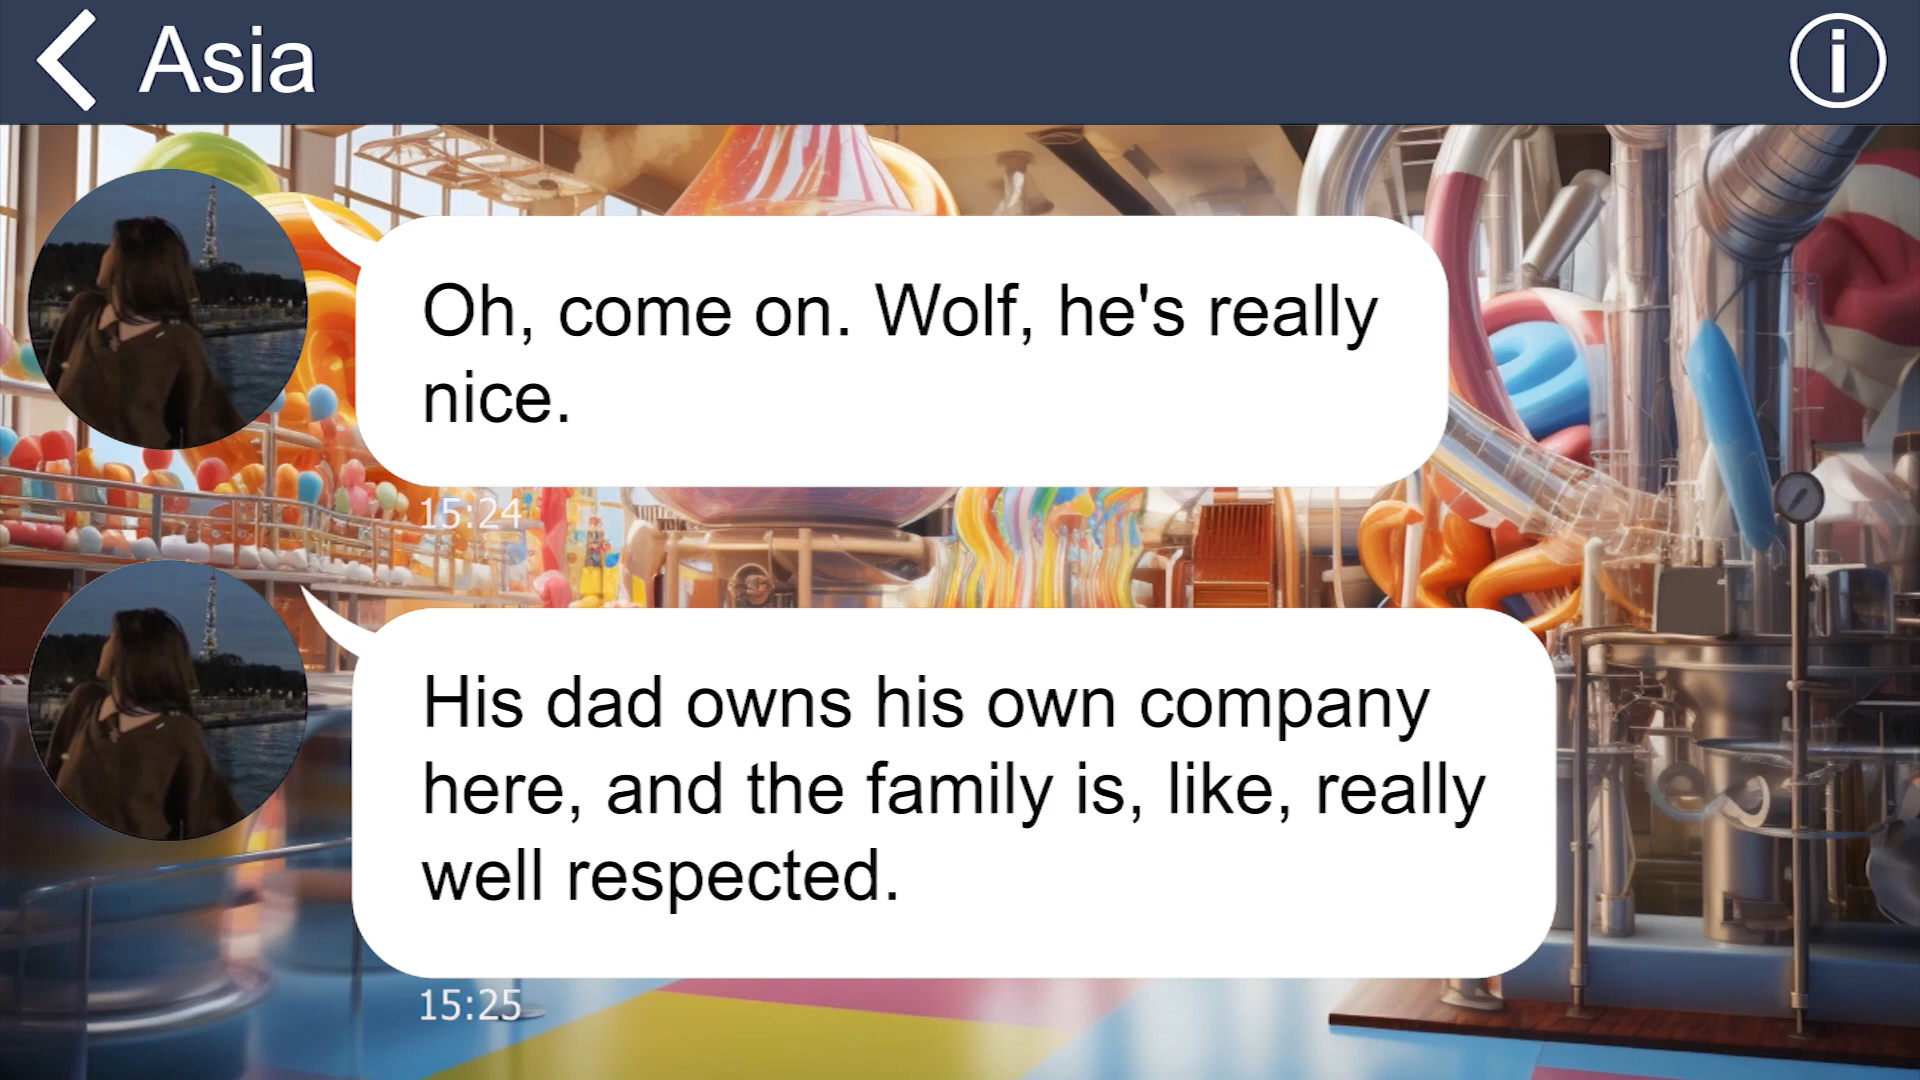 Asia
Oh, come on. Wolf, he's really
nice.
15:24
His dad owns his own company
here, and the family is, like, really
well respected.
15:25